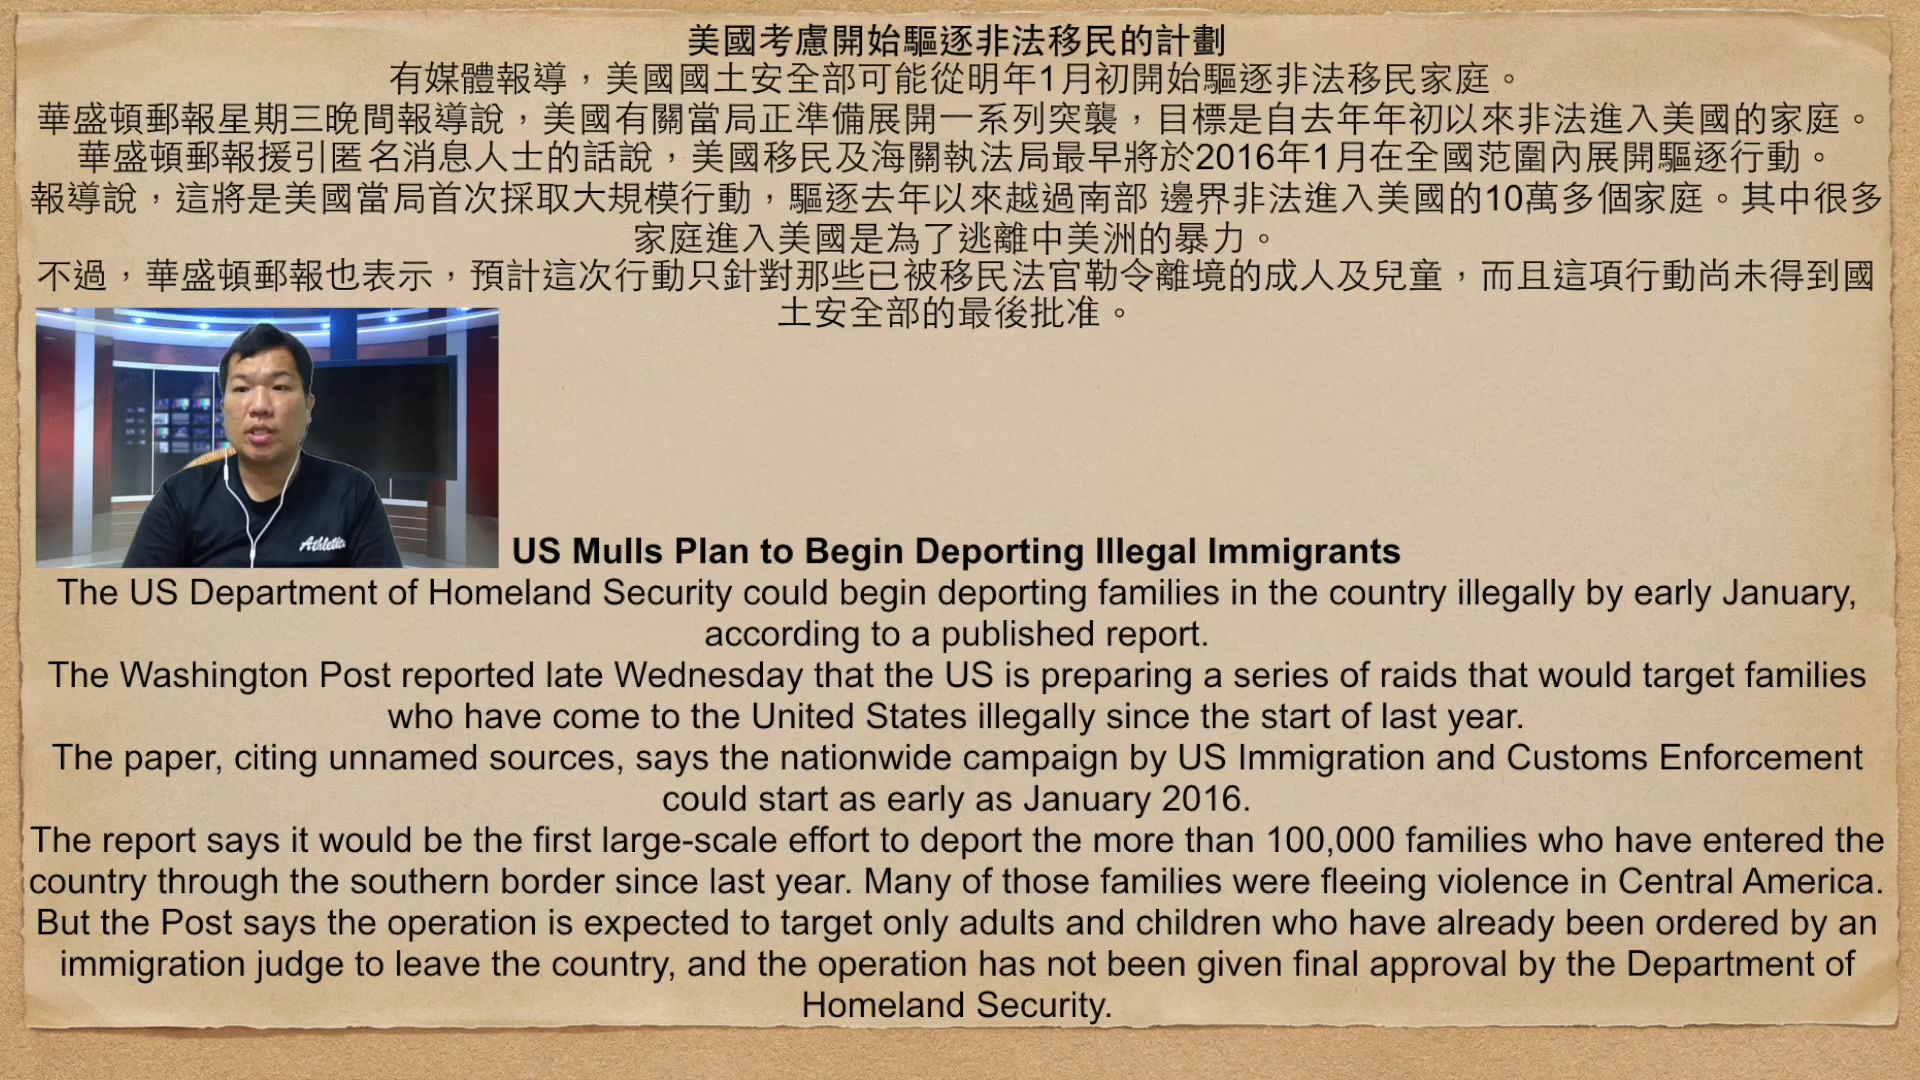 美國考慮開始驅逐非法移民的計劃
有媒體報導，美國國土安全部可能從明年1月初開始驅逐非法移民家庭。
華盛頓郵報星期三晚間報導說，美國有關當局正準備展開一系列突襲，目標是自去年年初以來非法進入美國的家庭。
華盛頓郵報援引匿名消息人士的話說，美國移民及海關執法局最早將於2016年1月在全國范圍內展開驅逐行動。
報導說，這將是美國當局首次採取大規模行動，驅逐去年以來越過南部 邊界非法進入美國的10萬多個家庭。其中很多
家庭進入美國是為了逃離中美洲的暴力。
不過，華盛頓郵報也表示，預計這次行動只針對那些已被移民法官勒令離境的成人及兒童，而且這項行動尚未得到國
土安全部的最後批准。
Athletic
US Mulls Plan to Begin Deporting Illegal Immigrants
The US Department of Homeland Security could begin deporting families in the country illegally by early January,
according to a published report.
The Washington Post reported late Wednesday that the US is preparing a series of raids that would target families
who have come to the United States illegally since the start of last year.
The paper, citing unnamed sources, says the nationwide campaign by US Immigration and Customs Enforcement
could start as early as January 2016.
The report says it would be the first large-scale effort to deport the more than 100,000 families who have entered the
country through the southern border since last year. Many of those families were fleeing violence in Central America.
But the Post says the operation is expected to target only adults and children who have already been ordered by an
immigration judge to leave the country, and the operation has not been given final approval by the Department of
Homeland Security.